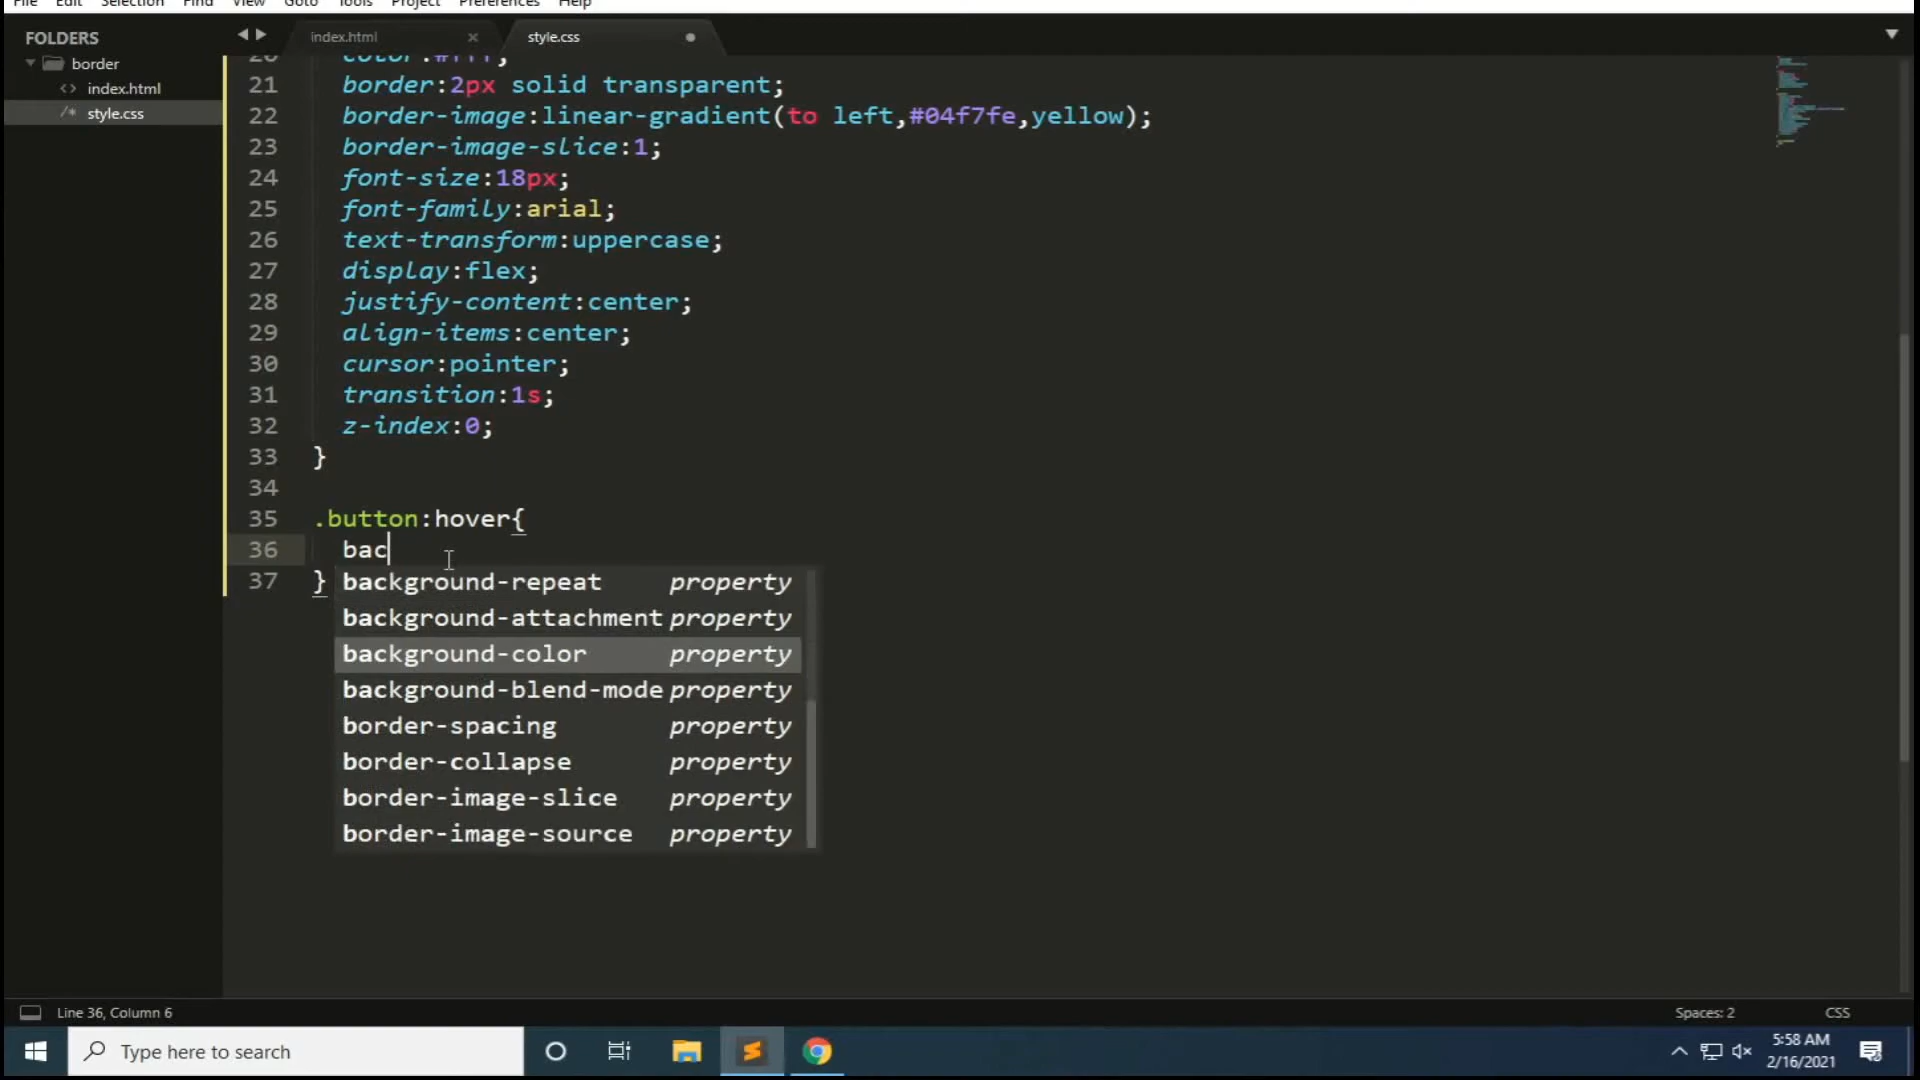 File Edit Selection Find View Goto Tools Project Preferences Help
FOLDERS
border
<> index.html
/* style.css
index.html ×
style.css
20 color:#fff;
21 border:2px solid transparent;
22 border-image:linear-gradient(to left,#04f7fe,yellow);
23 border-image-slice:1;
24 font-size:18px;
25 font-family:arial;
26 text-transform:uppercase;
27 display:flex;
28 justify-content:center;
29 align-items:center;
30 cursor:pointer;
31 transition:1s;
32 z-index:0;
33 }
34
35 .button:hover{
36 bac
37 }
background-repeat property
background-attachment property
background-color property
background-blend-mode property
border-spacing property
border-collapse property
border-image-slice property
border-image-source property
Line 36, Column 6
Spaces: 2 CSS
Type here to search
5:58 AM
2/16/2021